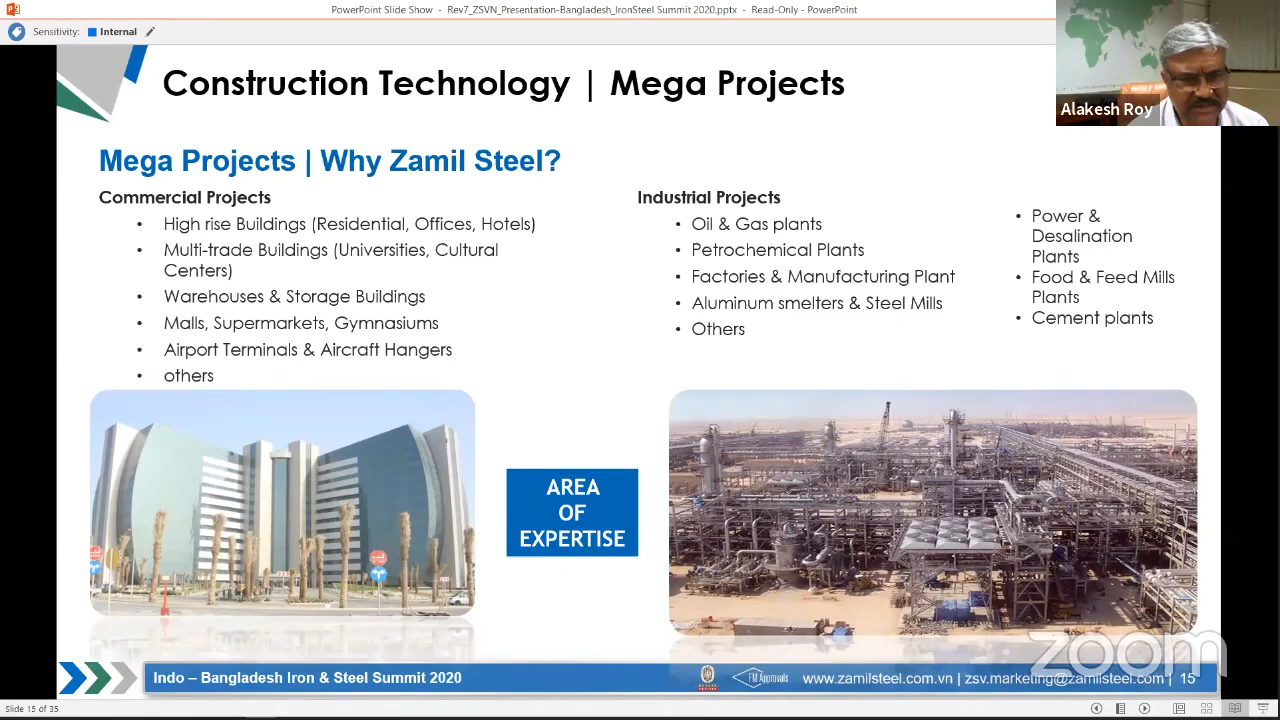 PowerPoint Slide Show - Rev7_ZSVN_Presentation-Bangladesh_IronSteel Summit 2020.pptx - Read-Only - PowerPoint
Sensitivity: Internal
Construction Technology | Mega Projects
Alakesh Roy
Mega Projects | Why Zamil Steel?
Commercial Projects
• High rise Buildings (Residential, Offices, Hotels)
• Multi-trade Buildings (Universities, Cultural
Centers)
• Warehouses & Storage Buildings
• Malls, Supermarkets, Gymnasiums
• Airport Terminals & Aircraft Hangers
• others
Industrial Projects
• Oil & Gas plants
• Petrochemical Plants
• Factories & Manufacturing Plant
• Aluminum smelters & Steel Mills
• Others
• Power &
Desalination
Plants
• Food & Feed Mills
Plants
• Cement plants
AREA
OF
EXPERTISE
zoom
Indo – Bangladesh Iron & Steel Summit 2020
FM Approvals
www.zamilsteel.com.vn | zsv.marketing@zamilsteel.com | 15
Slide 15 of 35